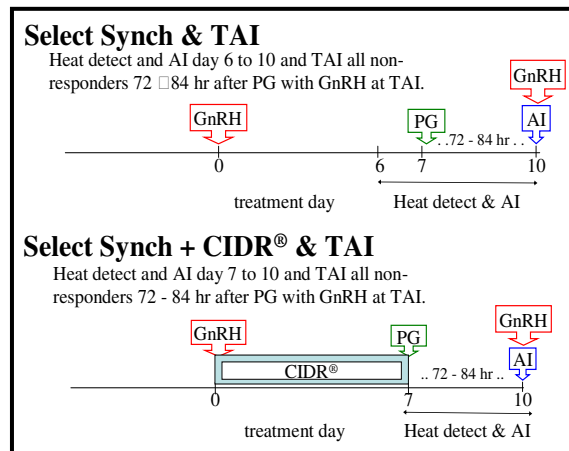 Select Synch & TAI
Heat detect and AI day 6 to 10 and TAI all non-
responders 72 □84 hr after PG with GnRH at TAI.
GnRH
GnRH
PG
AI
. .72 - 84 hr . .
0
6
7
10
treatment day
Heat detect & AI
Select Synch + CIDR® & TAI
Heat detect and AI day 7 to 10 and TAI all non-
responders 72 - 84 hr after PG with GnRH at TAI.
GnRH
GnRH
PG
AI
CIDR®
.. 72 - 84 hr ..
0
7
10
treatment day
Heat detect & AI